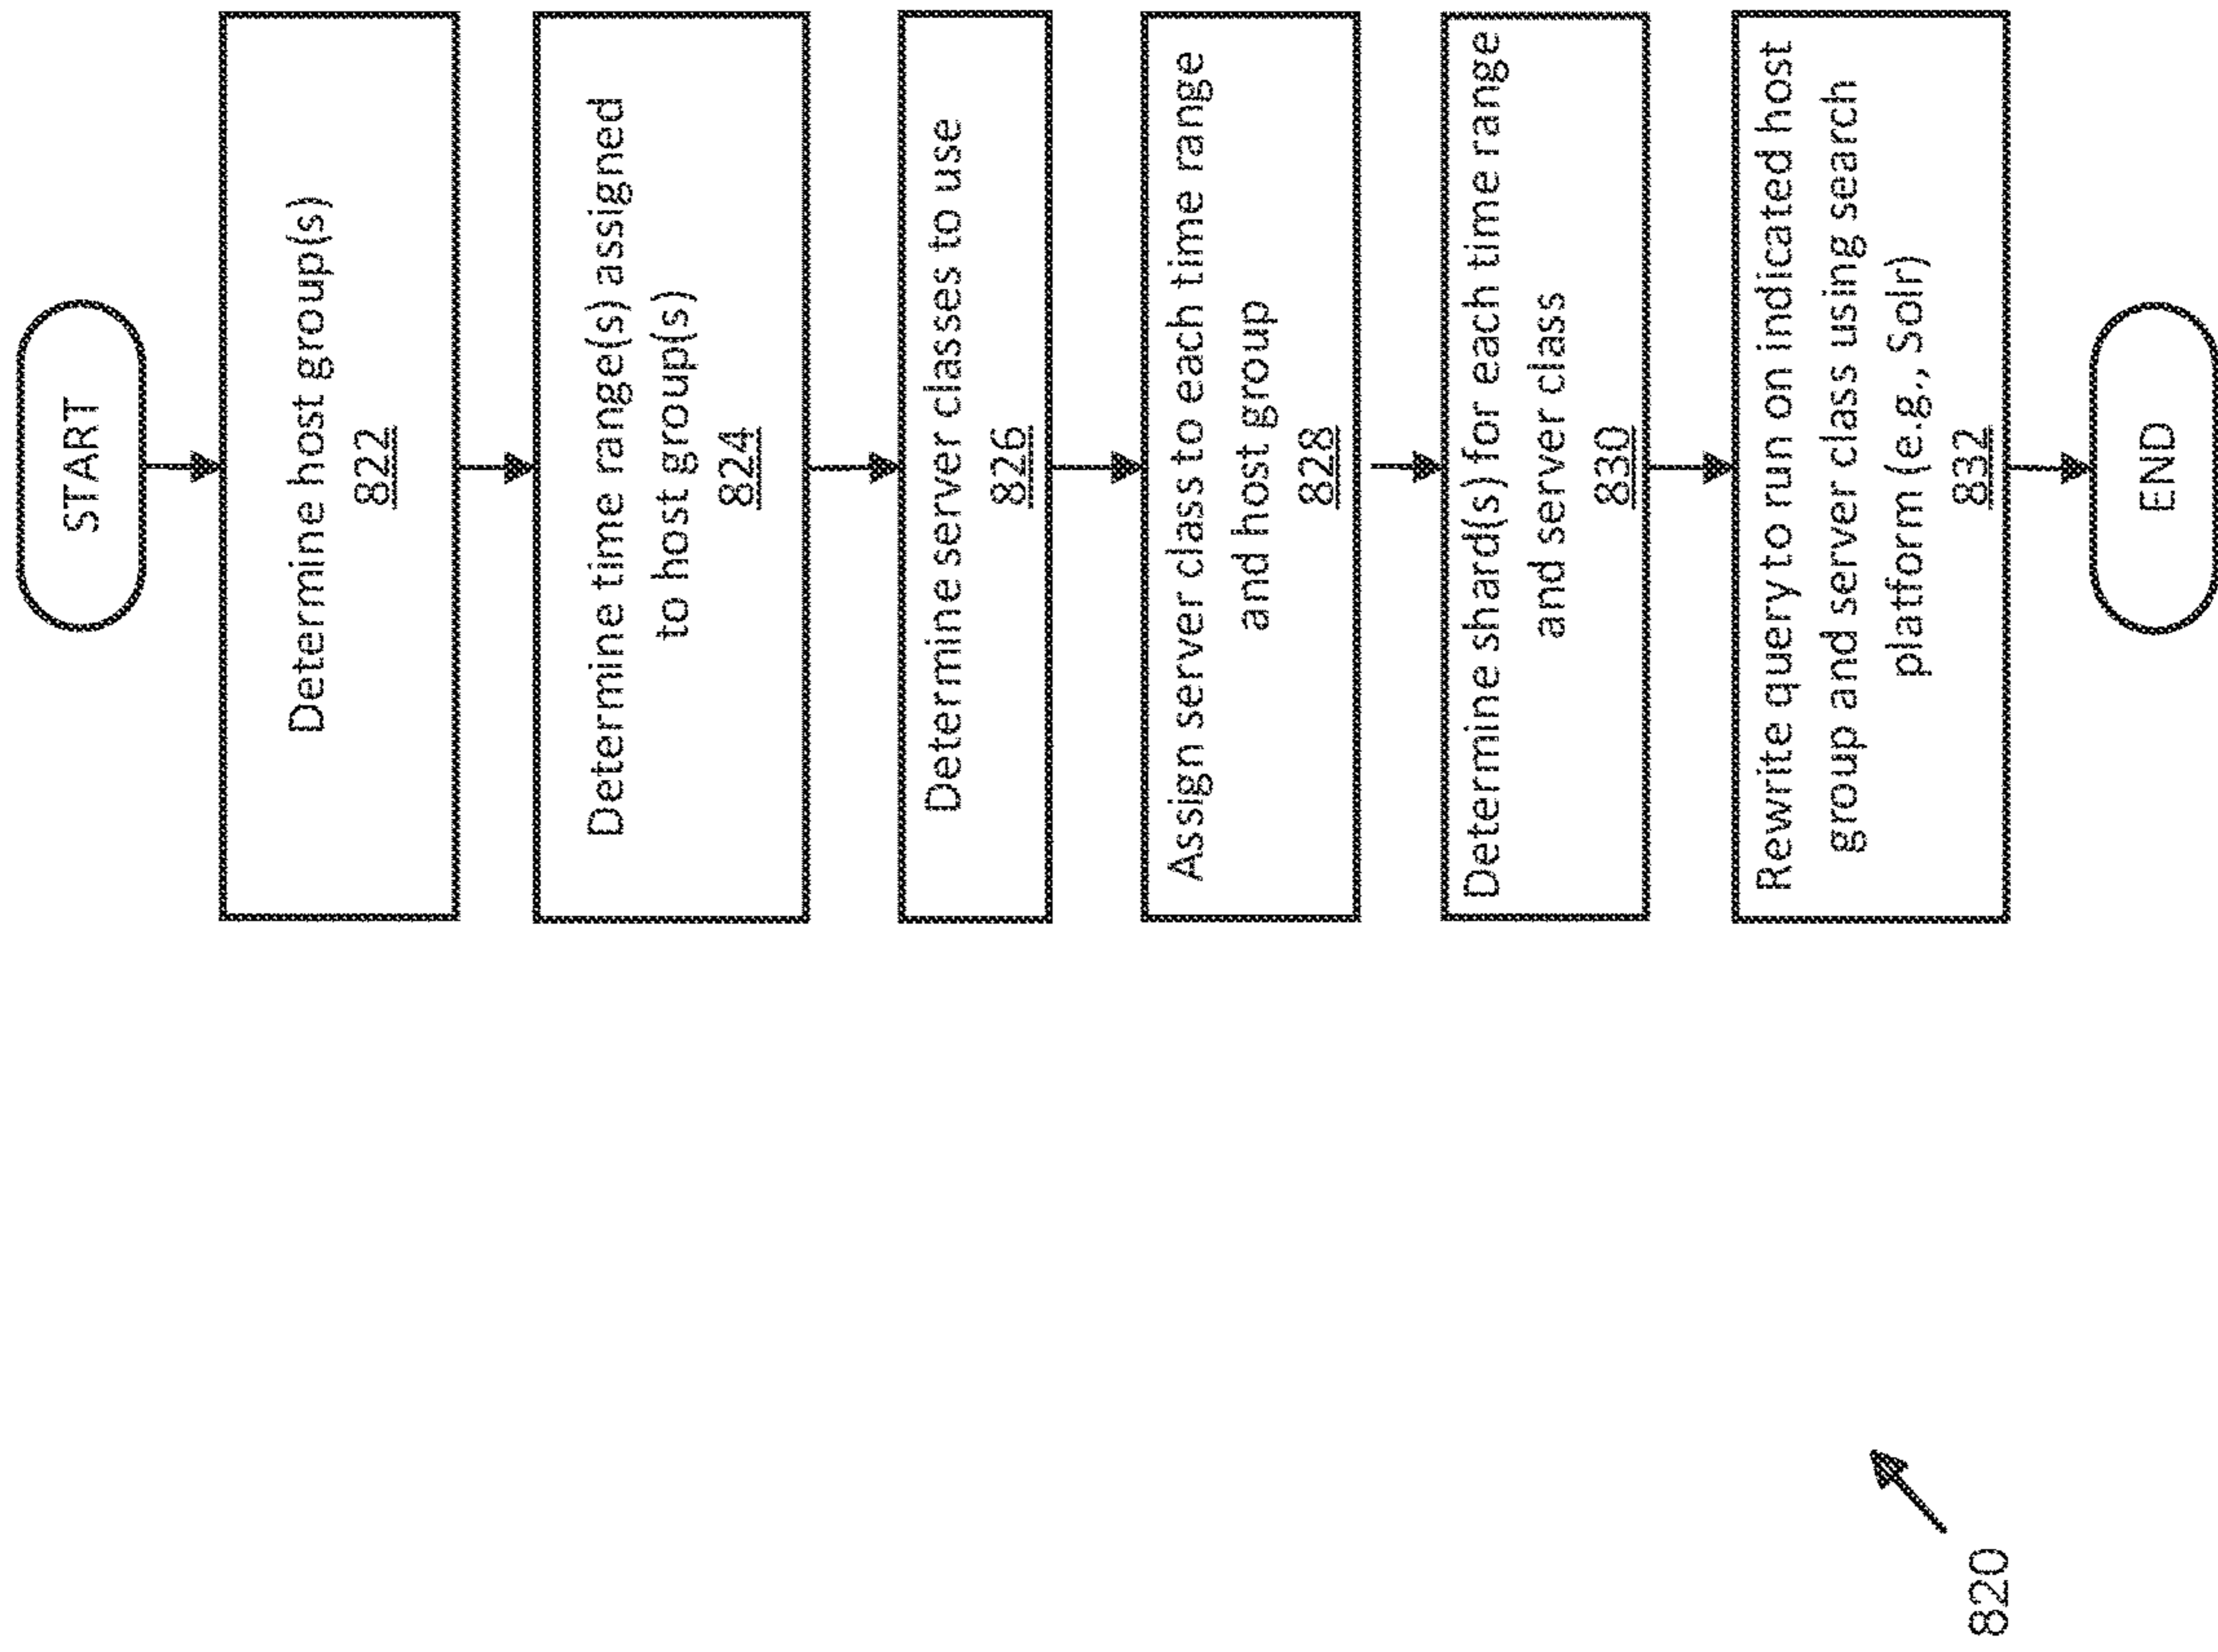 START
Determine host group(s)
822
Determine time range(s) assigned
to host group(s)
824
Determine server classes to use
826
Assign server class to each time range
and host group
828
Determine shard(s) for each time range
and server class
830
Rewrite query to run on indicated host
group and server class using search
platform (e.g., Solr)
832
END
820